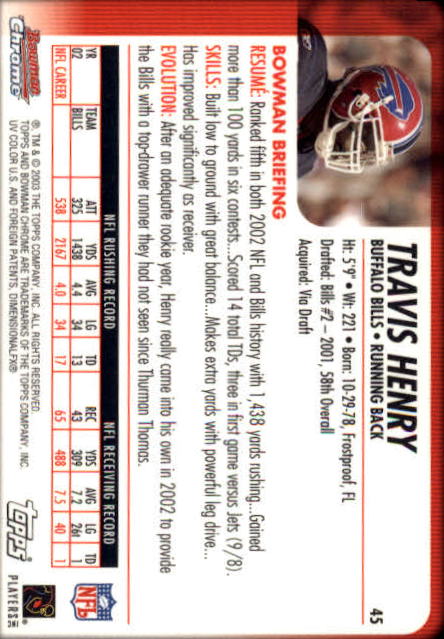 45
TRAVIS HENRY
BUFFALO BILLS • RUNNING BACK
Ht: 5'9" • Wt: 221 • Born: 10-29-78, Frostproof, FL
Drafted: Bills #2 – 2001, 58th Overall
Acquired: Via Draft
BOWMAN BRIEFING
RESUMÉ: Ranked fifth in both 2002 NFL and Bills history with 1,438 yards rushing...Gained
more than 100 yards in six contests...Scored 14 total TDs, three in first game versus Jets (9/8).
SKILLS: Built low to ground with great balance...Makes extra yards with powerful leg drive...
Has improved significantly as receiver.
EVOLUTION: After an adequate rookie year, Henry really came into his own in 2002 to provide
the Bills with a top-drawer runner they had not seen since Thurman Thomas.
NFL RUSHING RECORD NFL RECEIVING RECORD
YR TEAM ATT YDS AVG LG TD REC YDS AVG LG TD
02 BILLS 325 1438 4.4 34 13 43 309 7.2 26t 1
NFL CAREER 538 2167 4.0 34 17 65 488 7.5 40 1
Bowman Chrome
® TM & © 2003 THE TOPPS COMPANY, INC. ALL RIGHTS RESERVED.
TOPPS AND BOWMAN CHROME ARE TRADEMARKS OF THE TOPPS COMPANY, INC.
UV COLOR U.S. AND FOREIGN PATENTS, DIMENSIONALFX®.
topps
NFL
PLAYERS INC